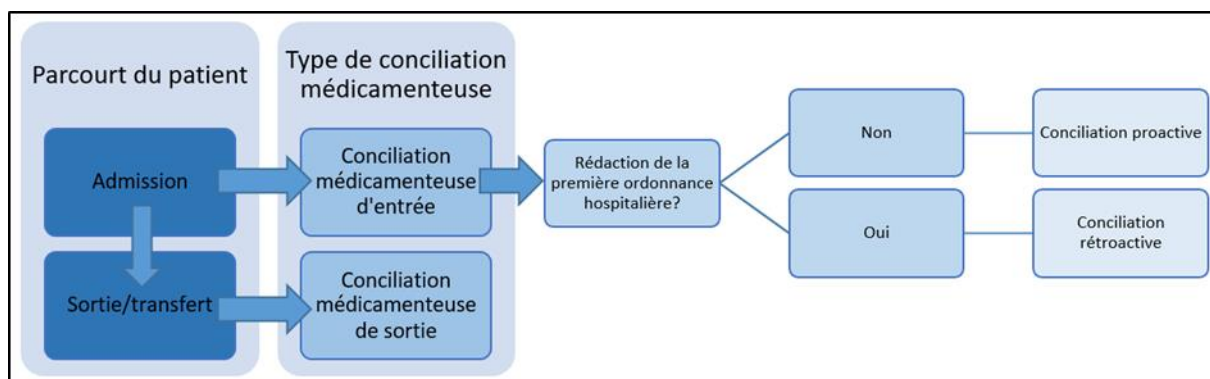 Parcourt du patient
Type de conciliation
médicamenteuse
Admission
Conciliation
médicamenteuse
d'entrée
Rédaction de la
première ordonnance
hospitalière?
Non
Conciliation proactive
Oui
Conciliation
rétroactive
Sortie/transfert
Conciliation
médicamenteuse
de sortie